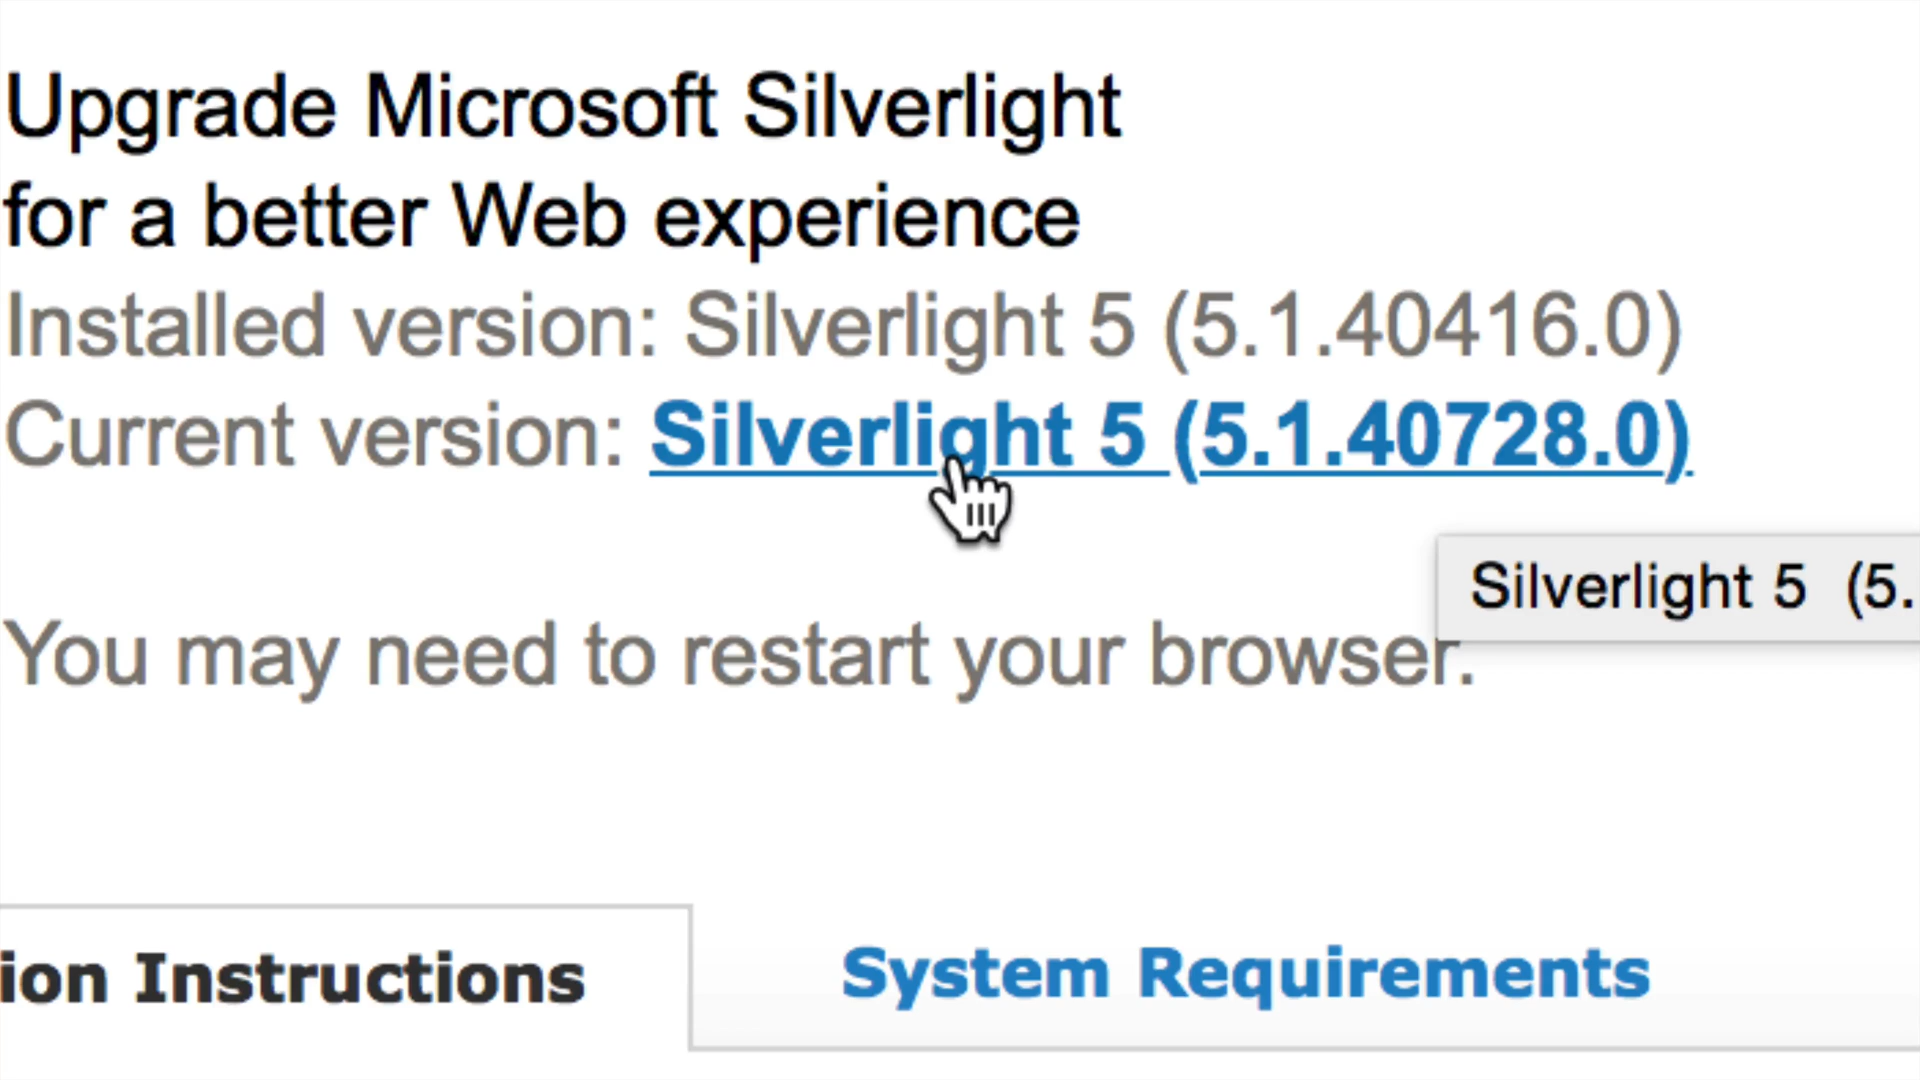 Upgrade Microsoft Silverlight
for a better Web experience
Installed version: Silverlight 5 (5.1.40416.0)
Current version: Silverlight 5 (5.1.40728.0)
Silverlight 5 (5.
You may need to restart your browser.
ion Instructions
System Requirements